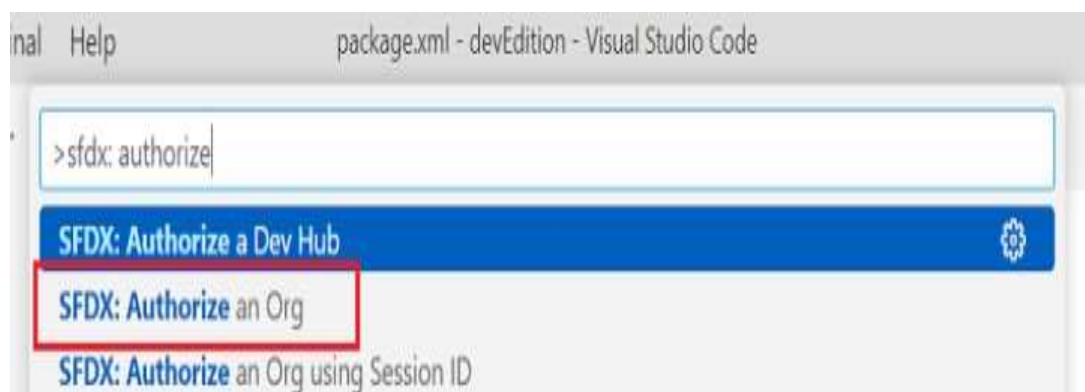 Help package.xml - devEdition - Visual Studio Code
>sfdx: authorize
SFDX: Authorize a Dev Hub
SFDX: Authorize an Org
SFDX: Authorize an Org using Session ID